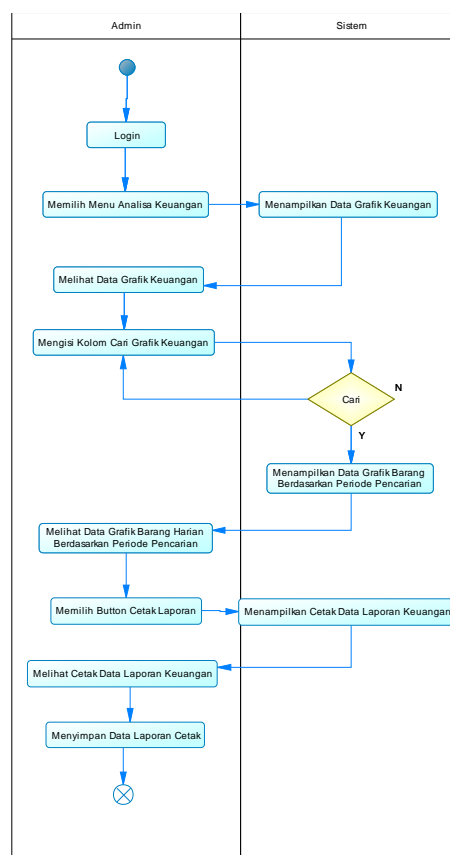 Admin
Sistem
Login
Memilih Menu Analisa Keuangan
Menampilkan Data Grafik Keuangan
Melihat Data Grafik Keuangan
Mengisi Kolom Cari Grafik Keuangan
N
Cari
Y
Menampilkan Data Grafik Barang
Berdasarkan Periode Pencarian
Melihat Data Grafik Barang Harian
Berdasarkan Periode Pencarian
Memilih Button Cetak Laporan
Menampilkan Cetak Data Laporan Keuangan
Melihat Cetak Data Laporan Keuangan
Menyimpan Data Laporan Cetak